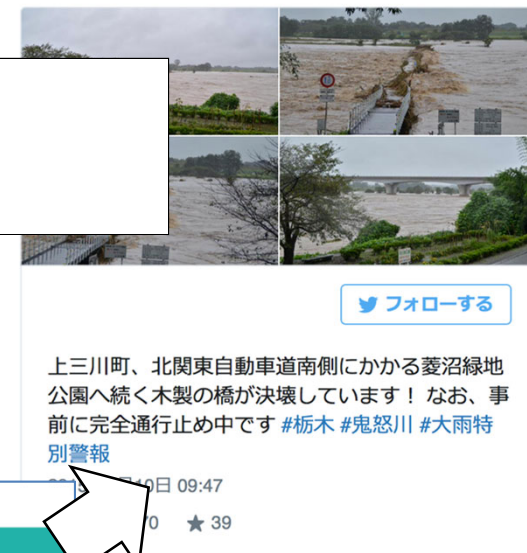 フォローする
上三川町、北関東自動車道南側にかかる菱沼緑地
公園へ続く木製の橋が決壊しています！ なお、事
前に完全通行止め中です #栃木 #鬼怒川 #大雨特
別警報
10日 09:47
39